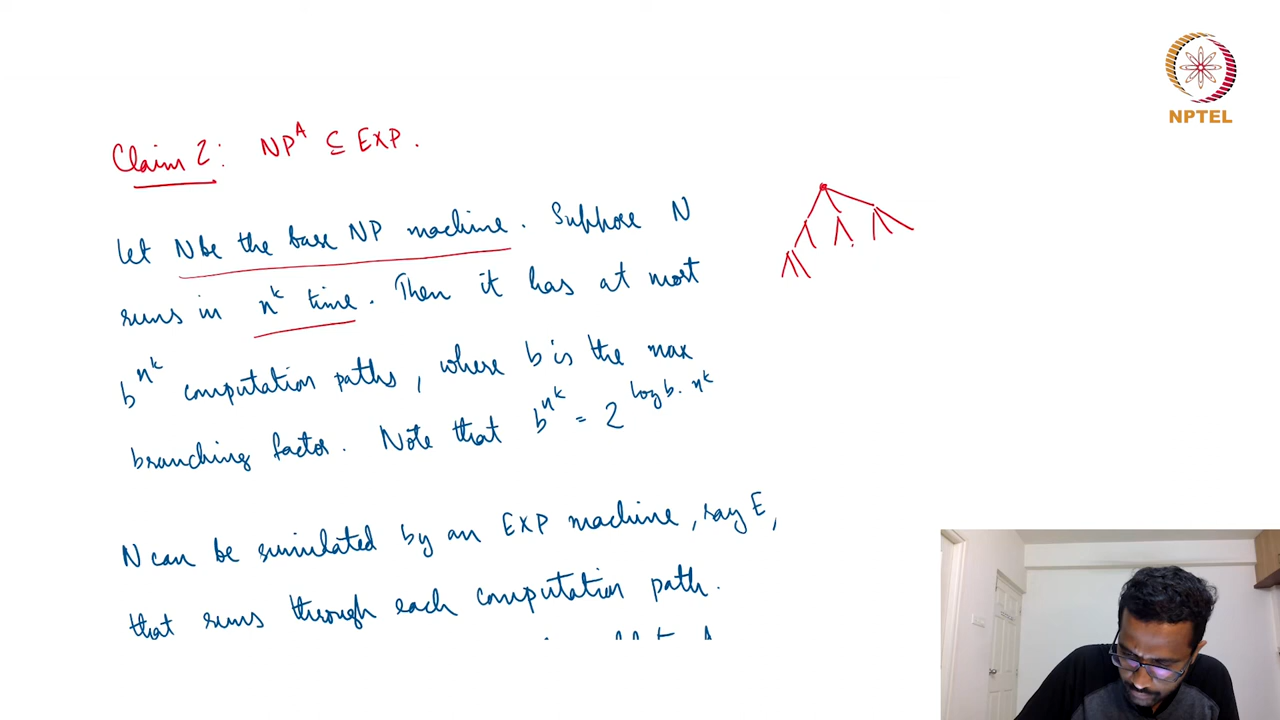 NPTEL
Claim 2: NP^A ⊆ EXP.
Let N be the base NP machine. Suppose N
runs in n^k time. Then it has at most
b^{n^k} computation paths, where b is the max
branching factor. Note that b^{n^k} = 2^{log b · n^k}
N can be simulated by an EXP machine, say E,
that runs through each computation path.